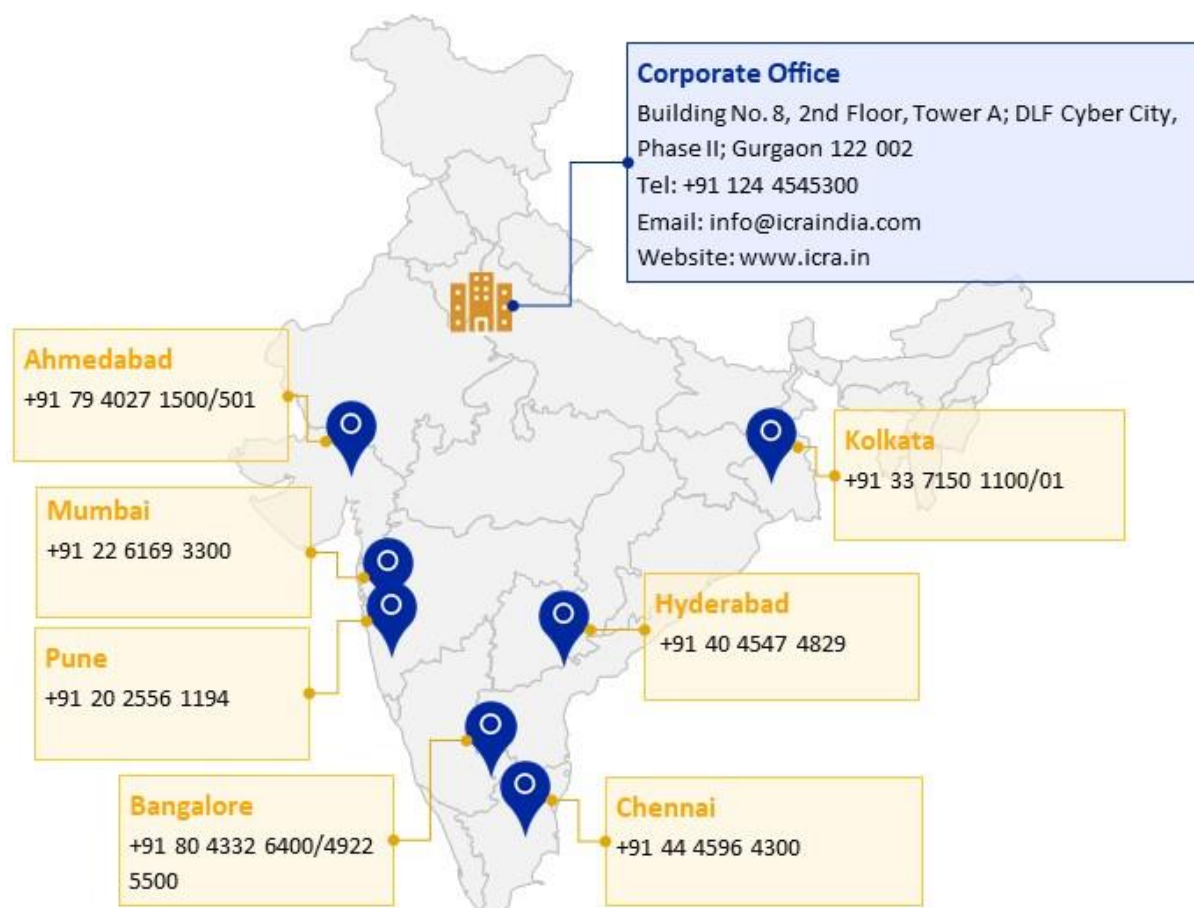 Corporate Office
Building No. 8, 2nd Floor, Tower A; DLF Cyber City,
Phase II; Gurgaon 122 002
Tel: +91 124 4545300
Email: info@icraindia.com
Website: www.icra.in
Ahmedabad
+91 79 4027 1500/501
Kolkata
+91 33 7150 1100/01
Mumbai
+91 22 6169 3300
Hyderabad
+91 40 4547 4829
Pune
+91 20 2556 1194
Bangalore
+91 80 4332 6400/4922
5500
Chennai
+91 44 4596 4300